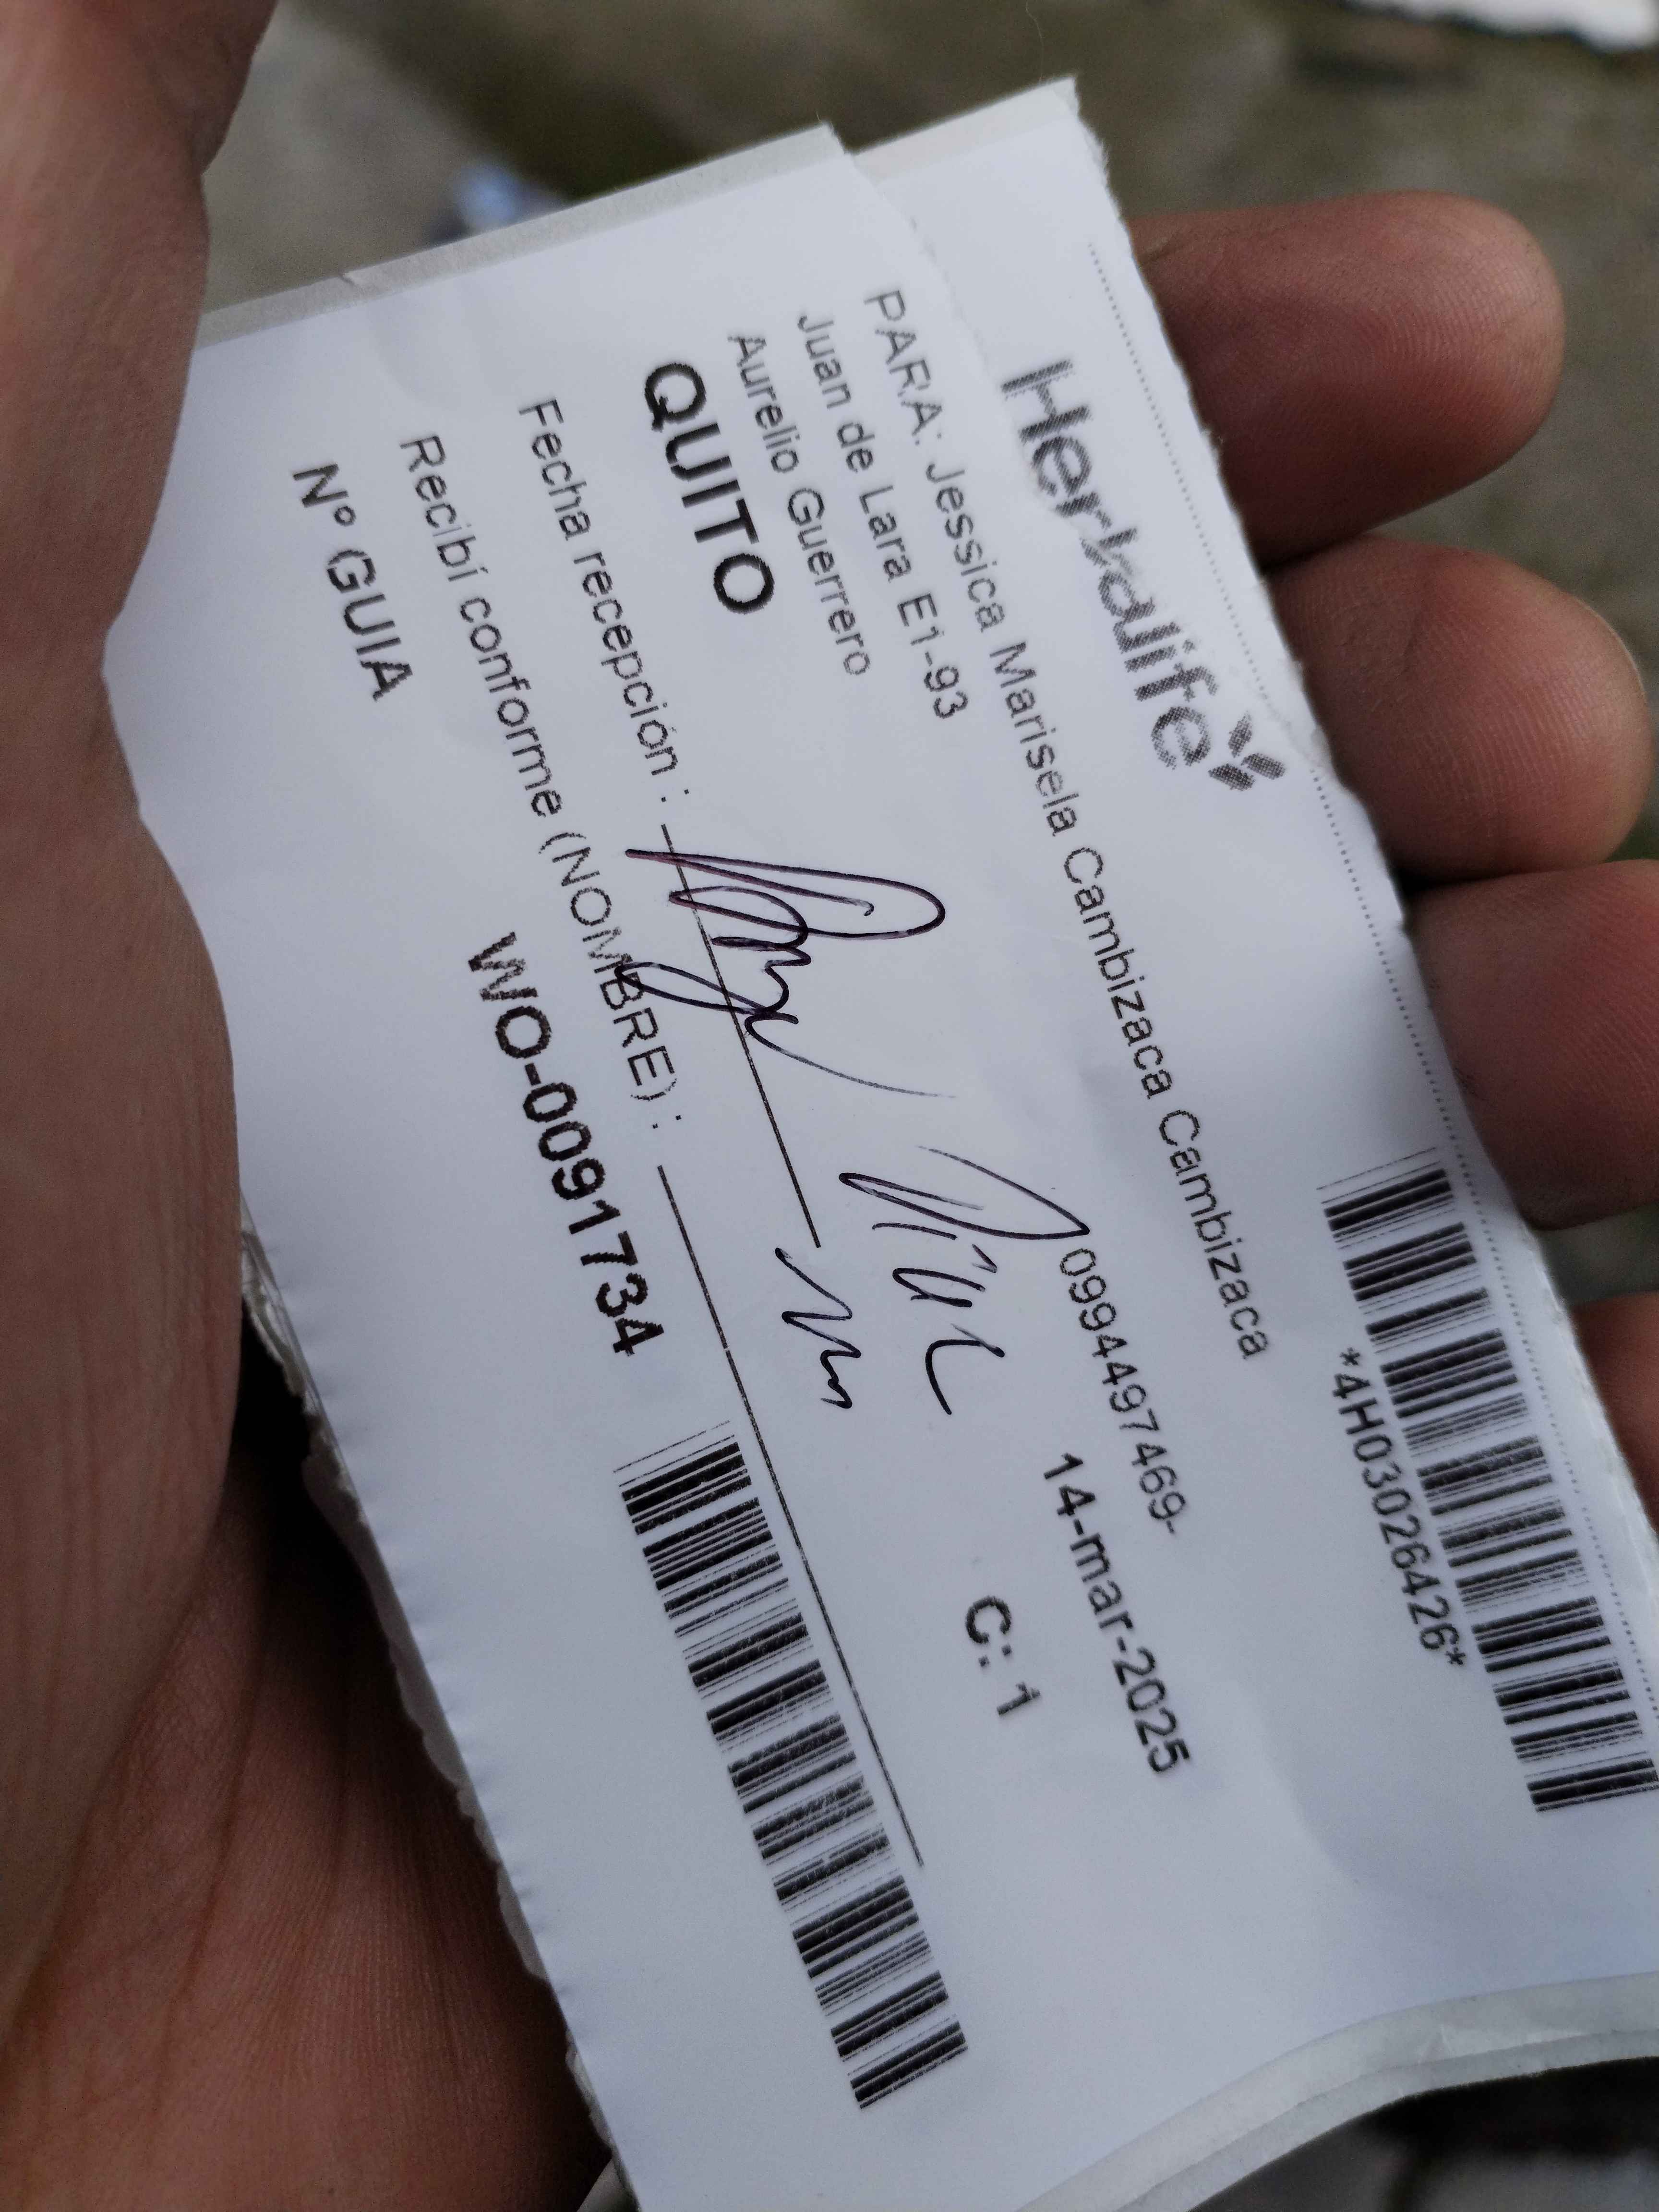 Herbalife
*4H03026426*
PARA: Jessica Marisela Cambizaca Cambizaca
Juan de Lara E1-93
0994497469-
Aurelio Guerrero
14-mar-2025
QUITO
C: 1
Fecha recepción :
Recibí conforme (NOMBRE) :
Nº GUIA
WO-0091734